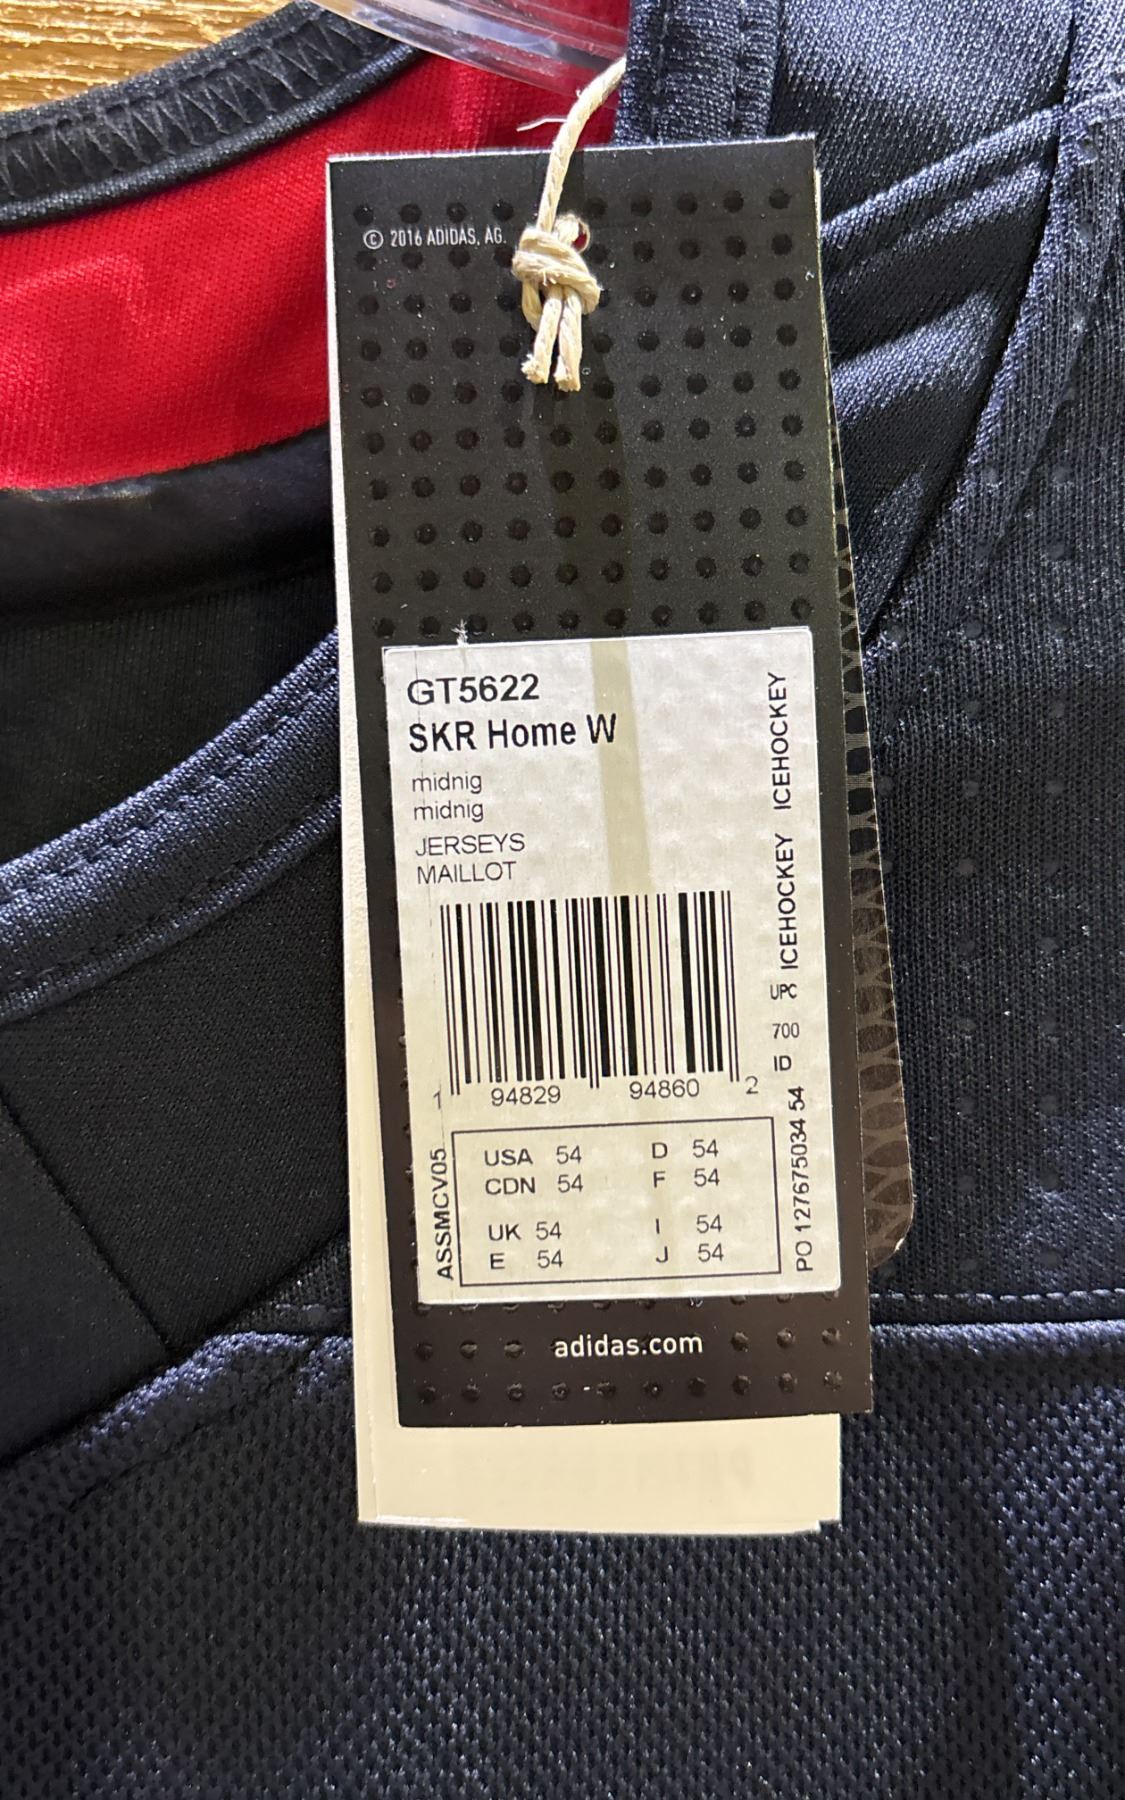 © 2016 ADIDAS, AG.
GT5622
SKR Home W
midnig
midnig
JERSEYS
MAILLOT
1 94829 94860 2
USA 54 D 54
CDN 54 F 54
UK 54 I 54
E 54 J 54
ASSMCV05
PO 127675034 54 ID 700 UPC ICEHOCKEY ICEHOCKEY
adidas.com